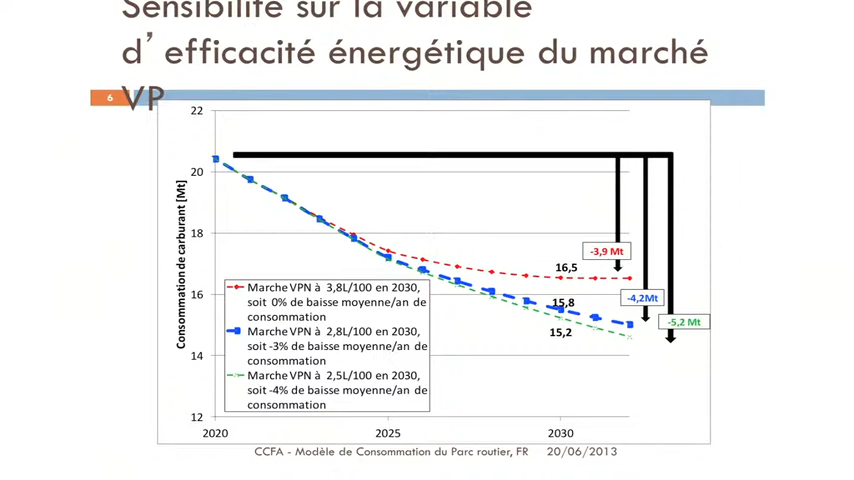 Sensibilité sur la variable
d’ efficacité énergétique du marché
VP
6
22
20
18
16
14
12
2020
2025
2030
Consommation de carburant [Mt]
16,5
15,8
15,2
-3,9 Mt
-4,2Mt
-5,2 Mt
Marche VPN à 3,8L/100 en 2030,
soit 0% de baisse moyenne/an de
consommation
Marche VPN à 2,8L/100 en 2030,
soit -3% de baisse moyenne/an de
consommation
Marche VPN à 2,5L/100 en 2030,
soit -4% de baisse moyenne/an de
consommation
CCFA - Modèle de Consommation du Parc routier, FR 20/06/2013